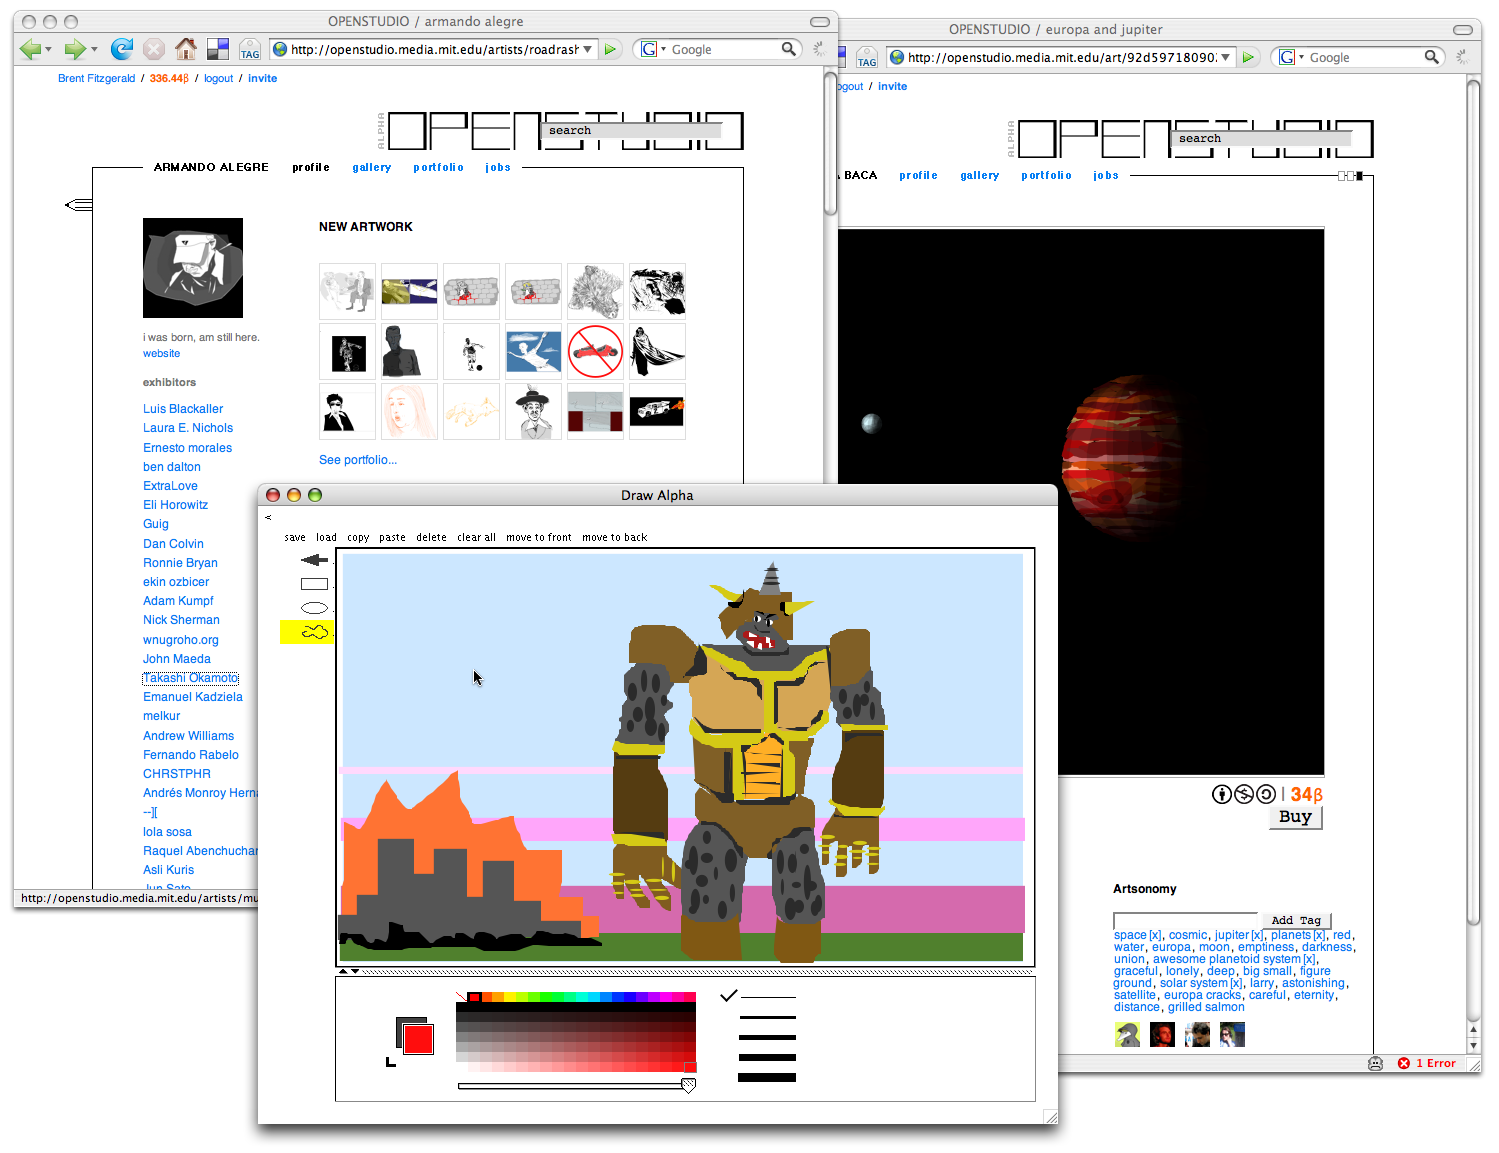 OPENSTUDIO / armando alegre
TAG
http://openstudio.media.mit.edu/artists/roadrash
G Google
Brent Fitzgerald / 336.44β / logout / invite
ALPHA OPENSTUDIO
search
ARMANDO ALEGRE profile gallery portfolio jobs
NEW ARTWORK
i was born, am still here.
website
exhibitors
Luis Blackaller
Laura E. Nichols
Ernesto morales
ben dalton
ExtraLove
Eli Horowitz
Guig
Dan Colvin
Ronnie Bryan
ekin ozbicer
Adam Kumpf
Nick Sherman
wnugroho.org
John Maeda
Takashi Okamoto
Emanuel Kadziela
melkur
Andrew Williams
Fernando Rabelo
CHRSTPHR
Andrés Monroy Herna
--][
lola sosa
Raquel Abenchuchan
Asli Kuris
Jun Sato
See portfolio...
http://openstudio.media.mit.edu/artists/mu
OPENSTUDIO / europa and jupiter
TAG
http://openstudio.media.mit.edu/art/92d59718090
G Google
ogout / invite
ALPHA OPENSTUDIO
search
A BACA profile gallery portfolio jobs
| 34β
Buy
Artsonomy
Add Tag
space [x], cosmic, jupiter [x], planets [x], red,
water, europa, moon, emptiness, darkness,
union, awesome planetoid system [x],
graceful, lonely, deep, big small, figure
ground, solar system [x], larry, astonishing,
satellite, europa cracks, careful, eternity,
distance, grilled salmon
1 Error
Draw Alpha
<
save load copy paste delete clear all move to front move to back